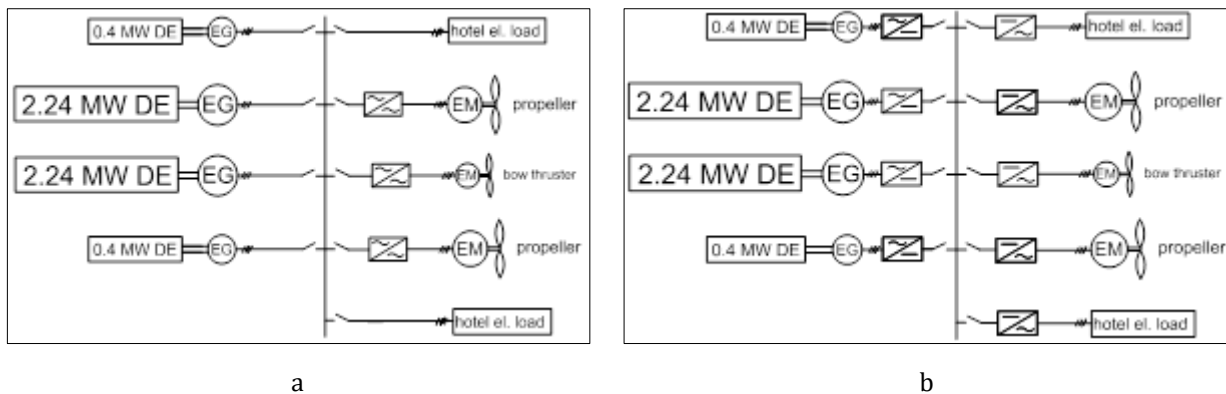 0.4 MW DE EG hotel el. load
2.24 MW DE EG EM propeller
2.24 MW DE EG EM bow thruster
0.4 MW DE EG EM propeller
hotel el. load
a
0.4 MW DE EG hotel el. load
2.24 MW DE EG EM propeller
2.24 MW DE EG EM bow thruster
0.4 MW DE EG EM propeller
hotel el. load
b